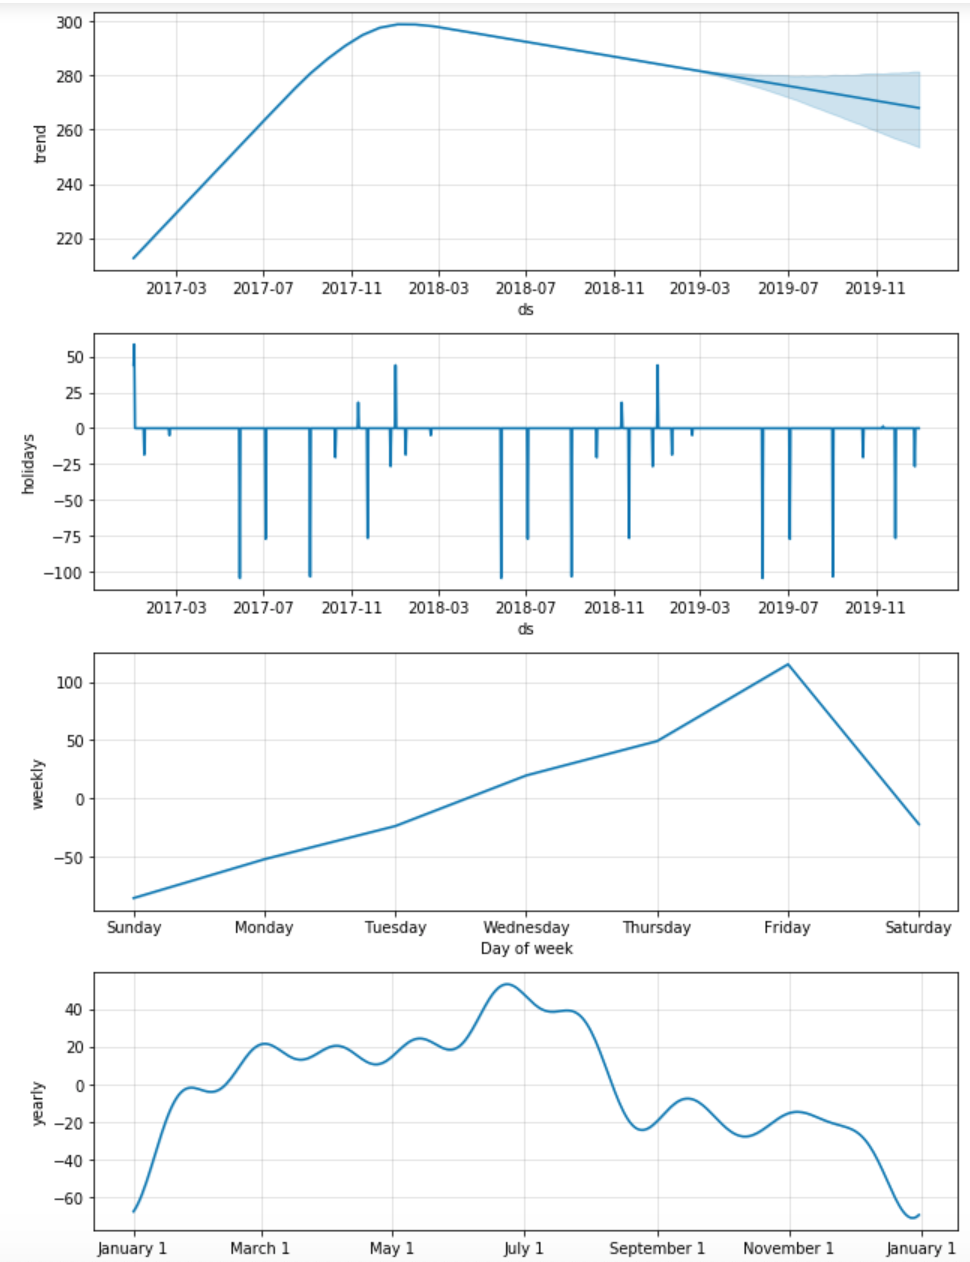 300
280
260
240
220
trend
2017-03 2017-07 2017-11 2018-03 2018-07 2018-11 2019-03 2019-07 2019-11
ds
50
25
0
−25
−50
−75
−100
holidays
2017-03 2017-07 2017-11 2018-03 2018-07 2018-11 2019-03 2019-07 2019-11
ds
100
50
0
−50
weekly
Sunday Monday Tuesday Wednesday Thursday Friday Saturday
Day of week
40
20
0
−20
−40
−60
yearly
January 1 March 1 May 1 July 1 September 1 November 1 January 1